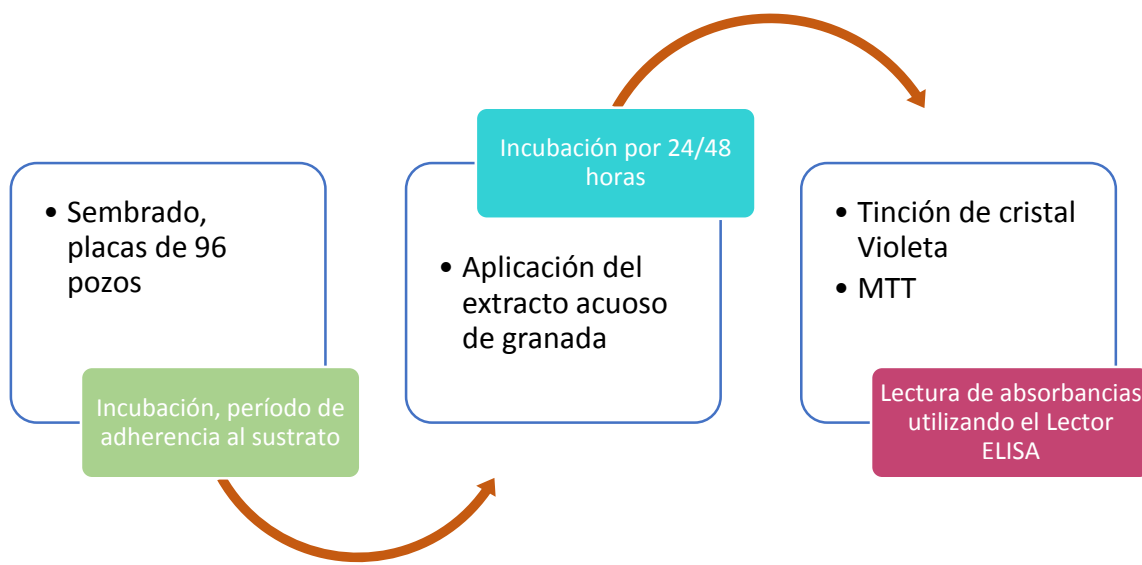 • Sembrado,
placas de 96
pozos
Incubación, período de
adherencia al sustrato
Incubación por 24/48
horas
• Aplicación del
extracto acuoso
de granada
• Tinción de cristal
Violeta
• MTT
Lectura de absorbancias
utilizando el Lector
ELISA